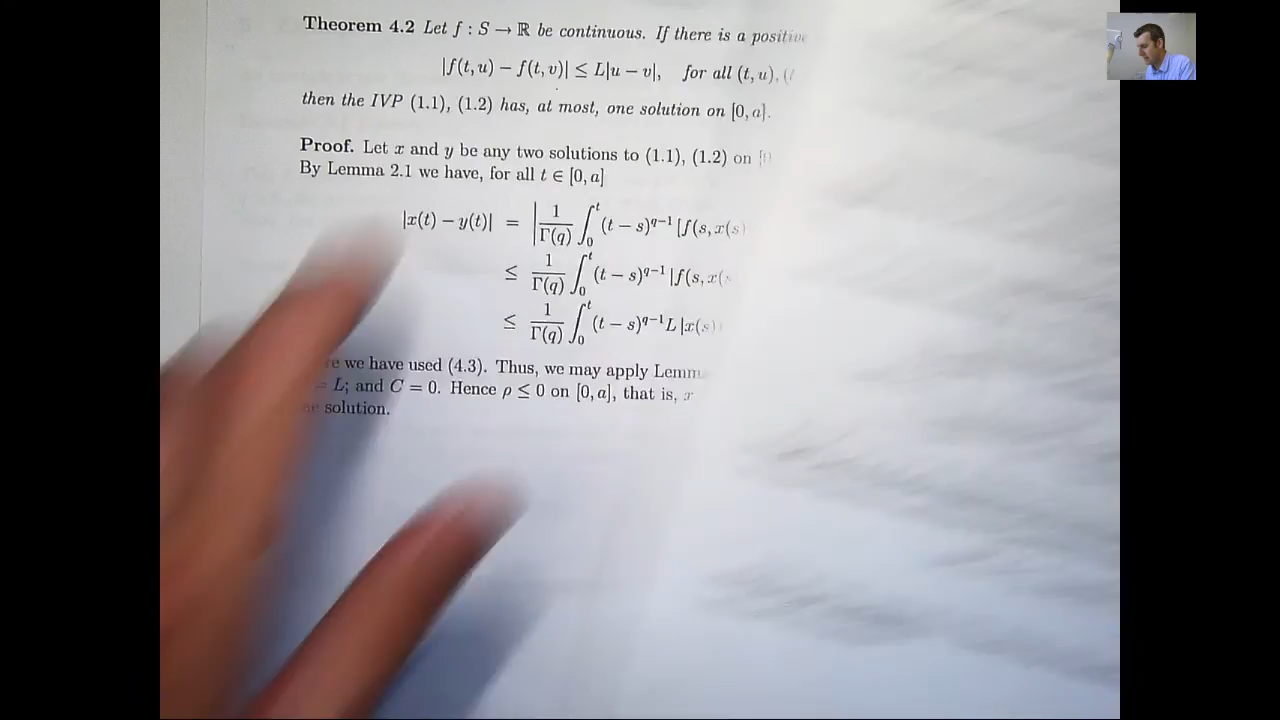 Theorem 4.2 Let f : S → ℝ be continuous. If there is a positive
|f(t, u) − f(t, v)| ≤ L|u − v|, for all (t, u), (
then the IVP (1.1), (1.2) has, at most, one solution on [0, a].
Proof. Let x and y be any two solutions to (1.1), (1.2) on [0
By Lemma 2.1 we have, for all t ∈ [0, a]
|x(t) − y(t)| = |1/Γ(q) ∫₀ᵗ (t − s)^{q−1} [f(s, x(s)
≤ 1/Γ(q) ∫₀ᵗ (t − s)^{q−1} |f(s, x(s
≤ 1/Γ(q) ∫₀ᵗ (t − s)^{q−1} L |x(s)
we have used (4.3). Thus, we may apply
= L; and C = 0. Hence ρ ≤ 0 on [0, a], that is, x
solution.